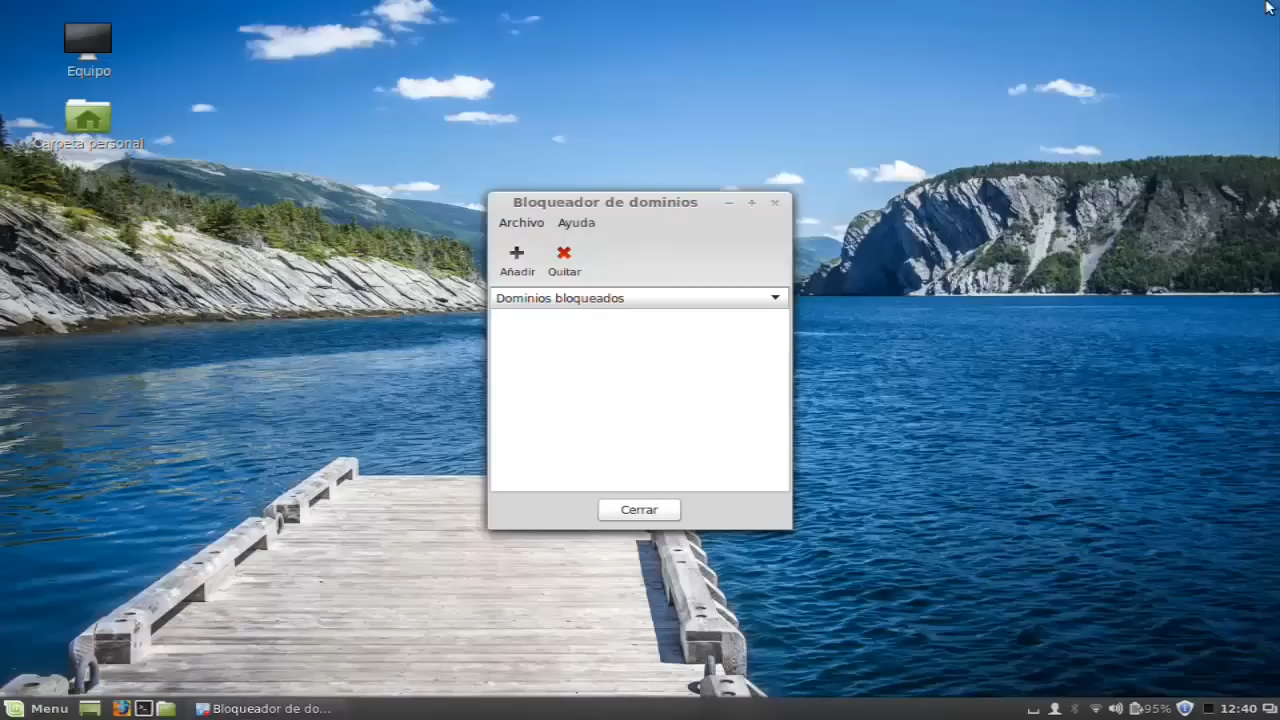 Equipo
Carpeta personal
Bloqueador de dominios
Archivo Ayuda
Añadir Quitar
Dominios bloqueados
Cerrar
Menu Bloqueador de do... 95% 12:40